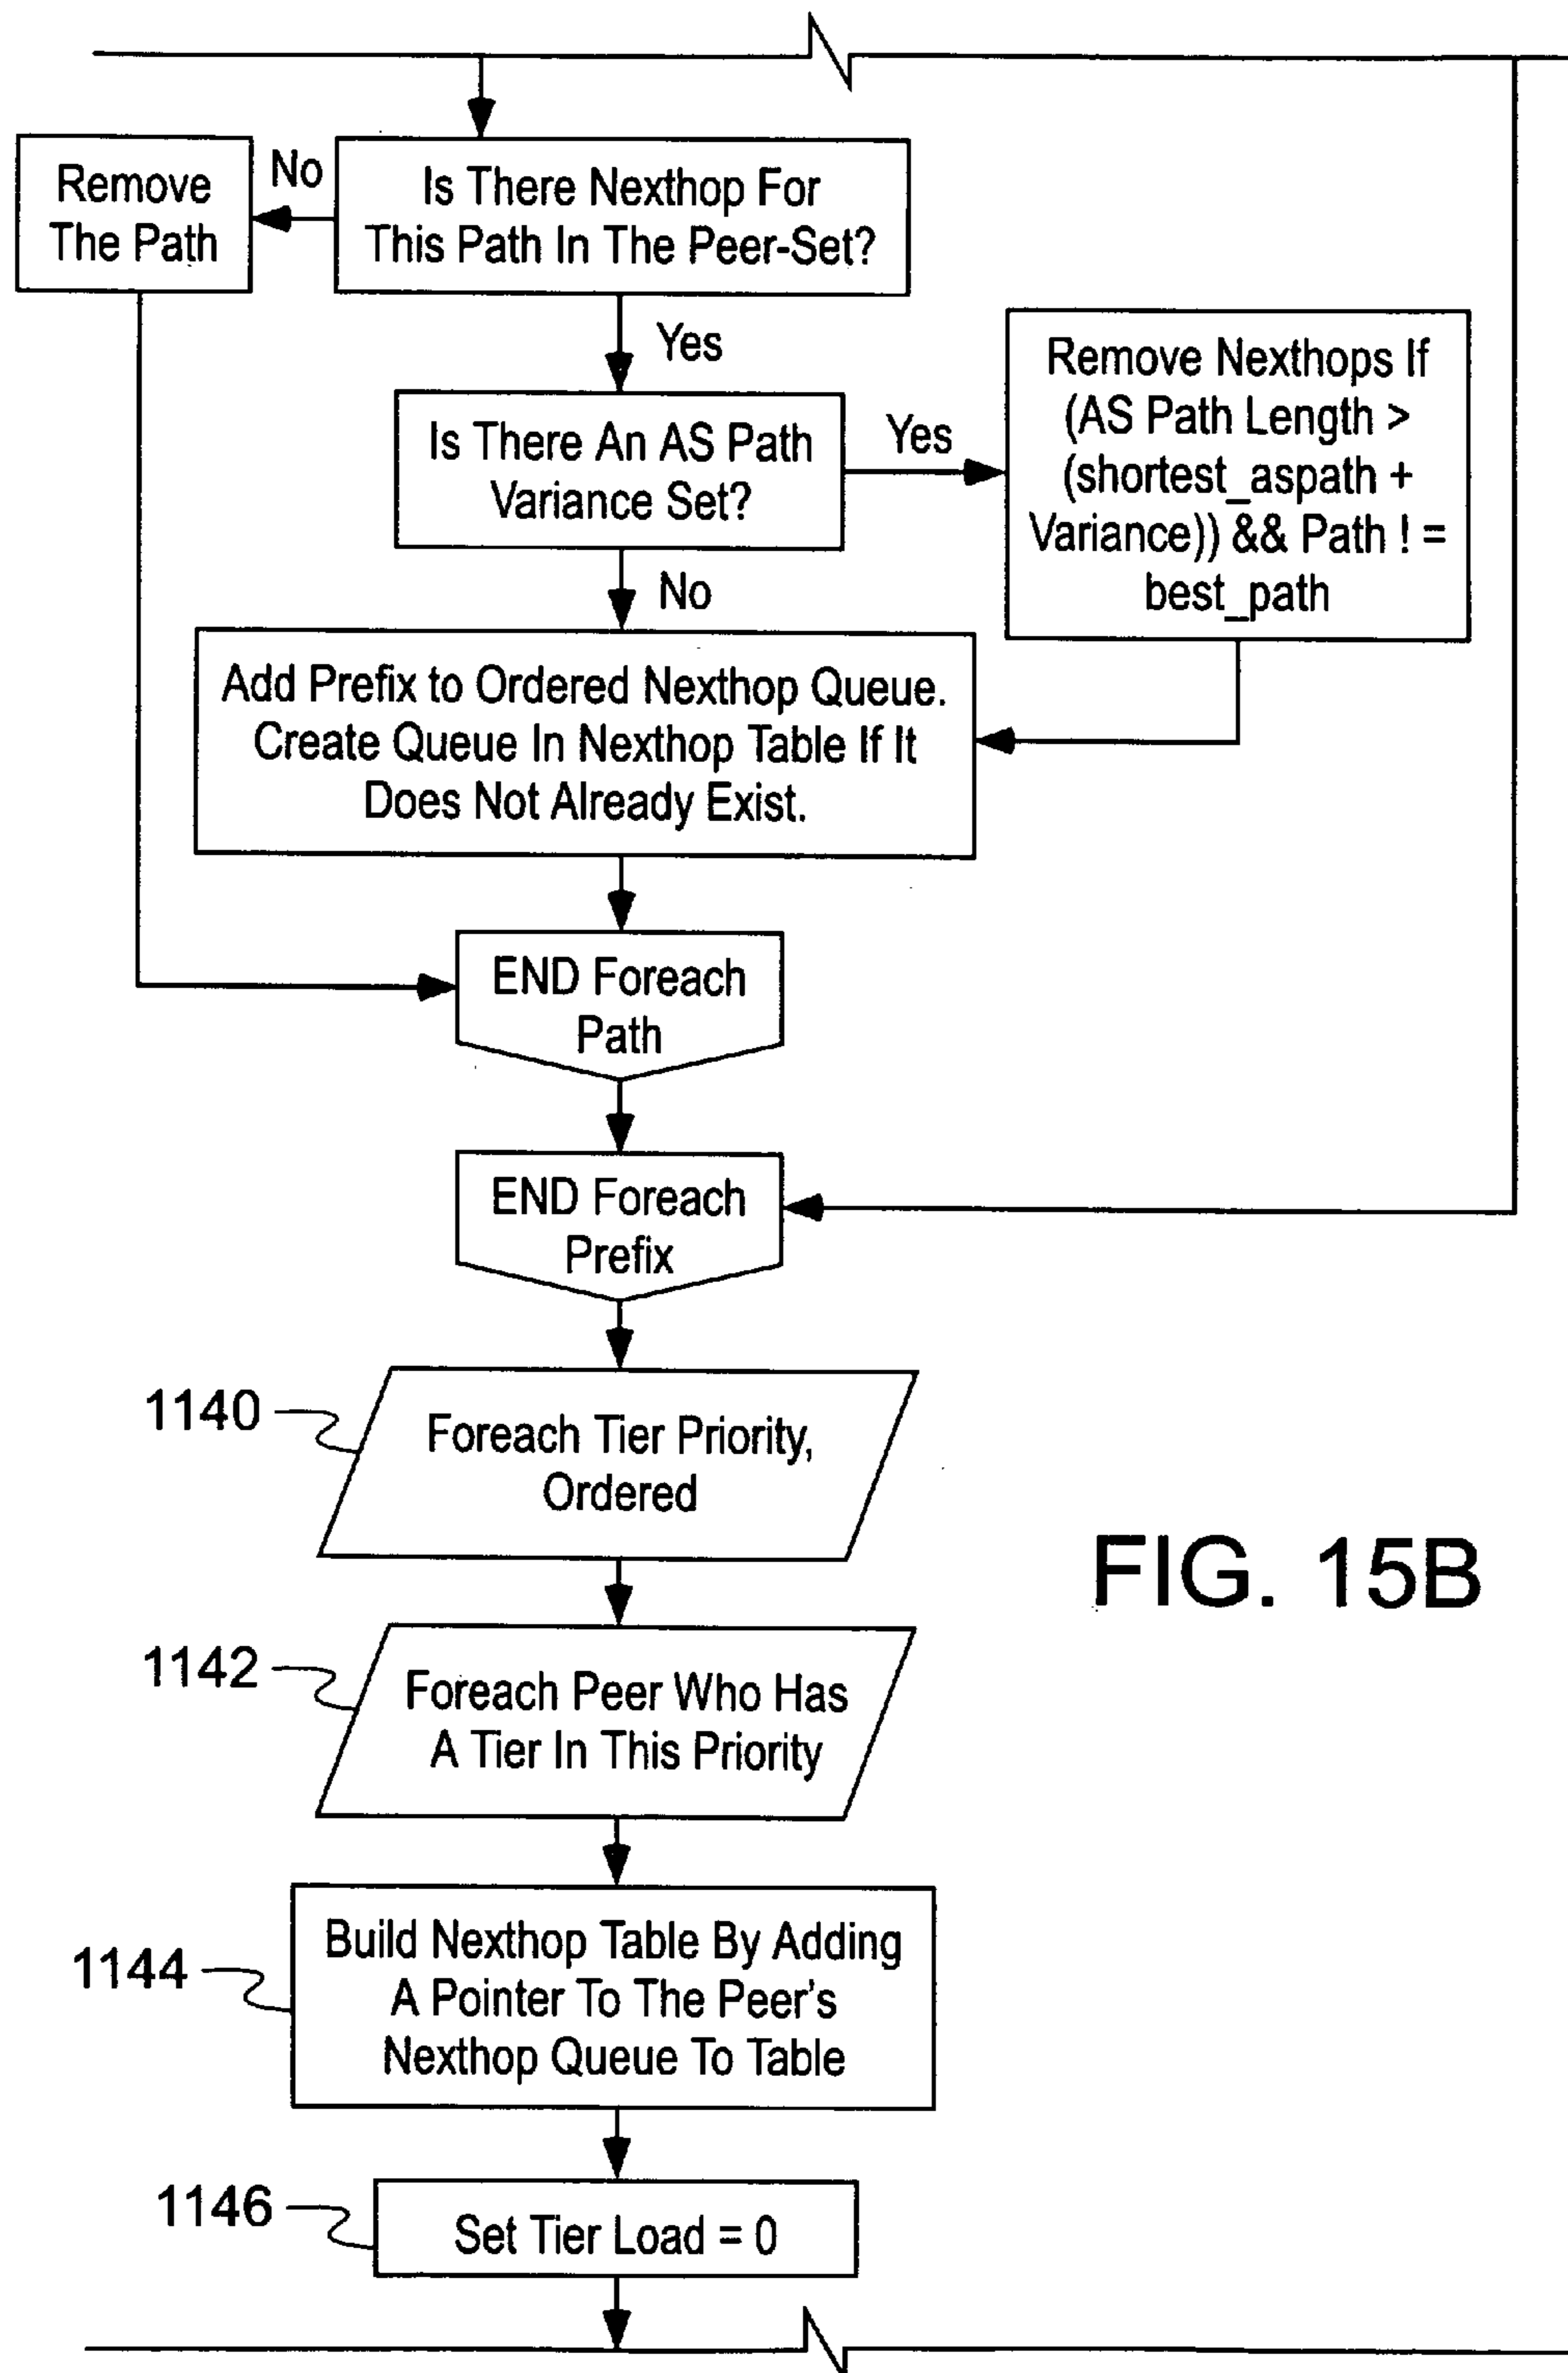 Remove
The Path
No
Is There Nexthop For
This Path In The Peer-Set?
Yes
Is There An AS Path
Variance Set?
Yes
Remove Nexthops If
(AS Path Length >
(shortest_aspath +
Variance)) && Path ! =
best_path
No
Add Prefix to Ordered Nexthop Queue.
Create Queue In Nexthop Table If It
Does Not Already Exist.
END Foreach
Path
END Foreach
Prefix
1140
Foreach Tier Priority,
Ordered
FIG. 15B
1142
Foreach Peer Who Has
A Tier In This Priority
1144
Build Nexthop Table By Adding
A Pointer To The Peer's
Nexthop Queue To Table
1146
Set Tier Load = 0